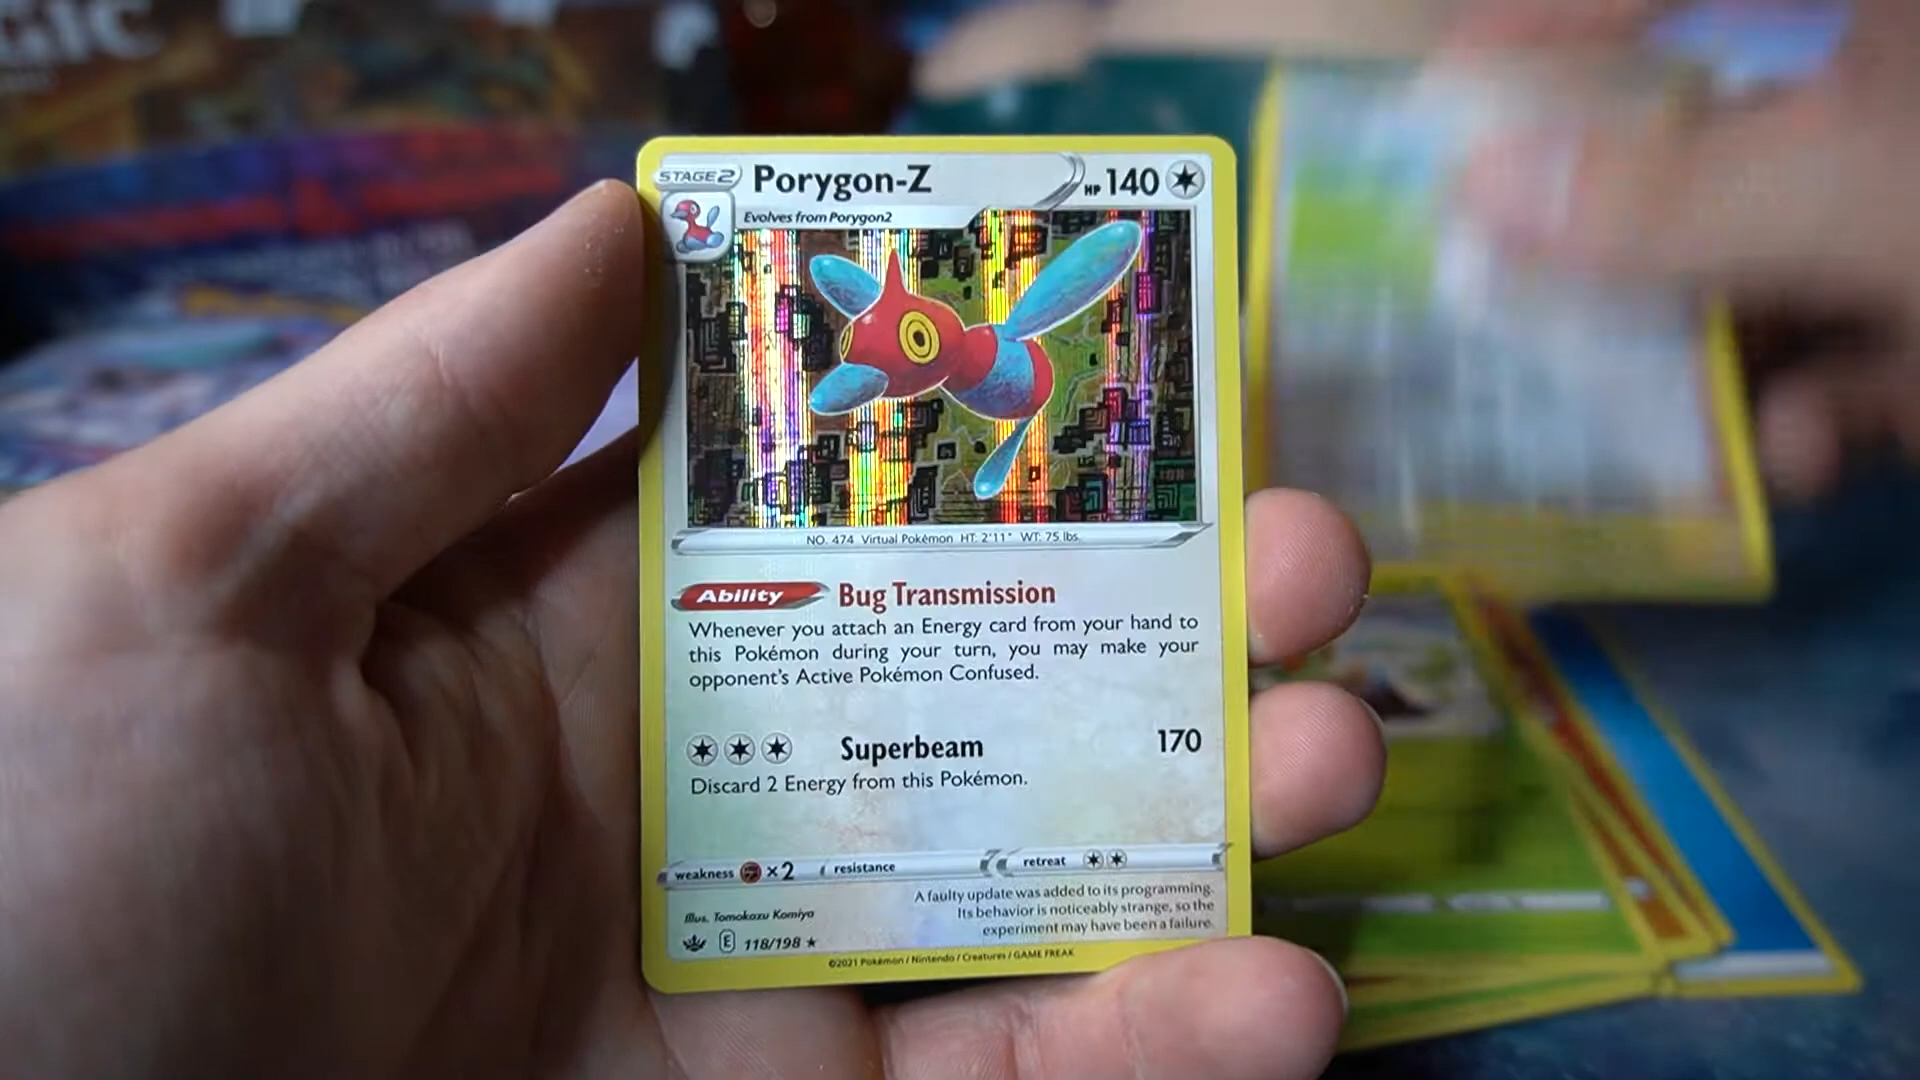 STAGE2
Porygon-Z
HP 140
Evolves from Porygon2
NO. 474 Virtual Pokémon HT: 2'11" WT: 75 lbs.
Ability Bug Transmission
Whenever you attach an Energy card from your hand to
this Pokémon during your turn, you may make your
opponent's Active Pokémon Confused.
Superbeam 170
Discard 2 Energy from this Pokémon.
weakness ×2 resistance retreat
A faulty update was added to its programming.
Its behavior is noticeably strange, so the
experiment may have been a failure.
Illus. Tomokazu Komiya
E 118/198 ★
©2021 Pokémon / Nintendo / Creatures / GAME FREAK